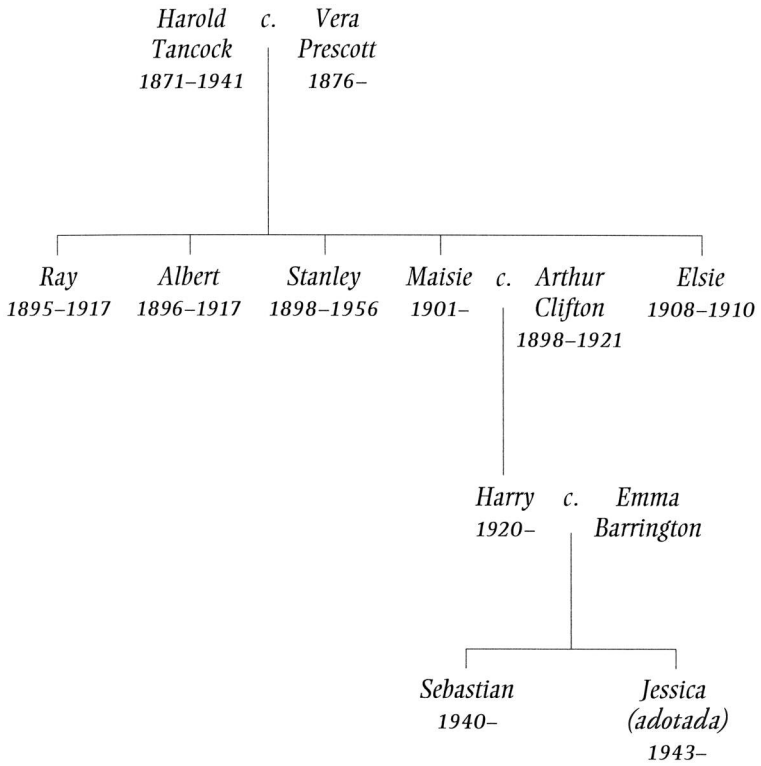 Harold c. Vera
Tancock Prescott
1871–1941 1876–
Ray Albert Stanley Maisie c. Arthur Elsie
1895–1917 1896–1917 1898–1956 1901– Clifton 1908–1910
1898–1921
Harry c. Emma
1920– Barrington
Sebastian Jessica
1940– (adotada)
1943–